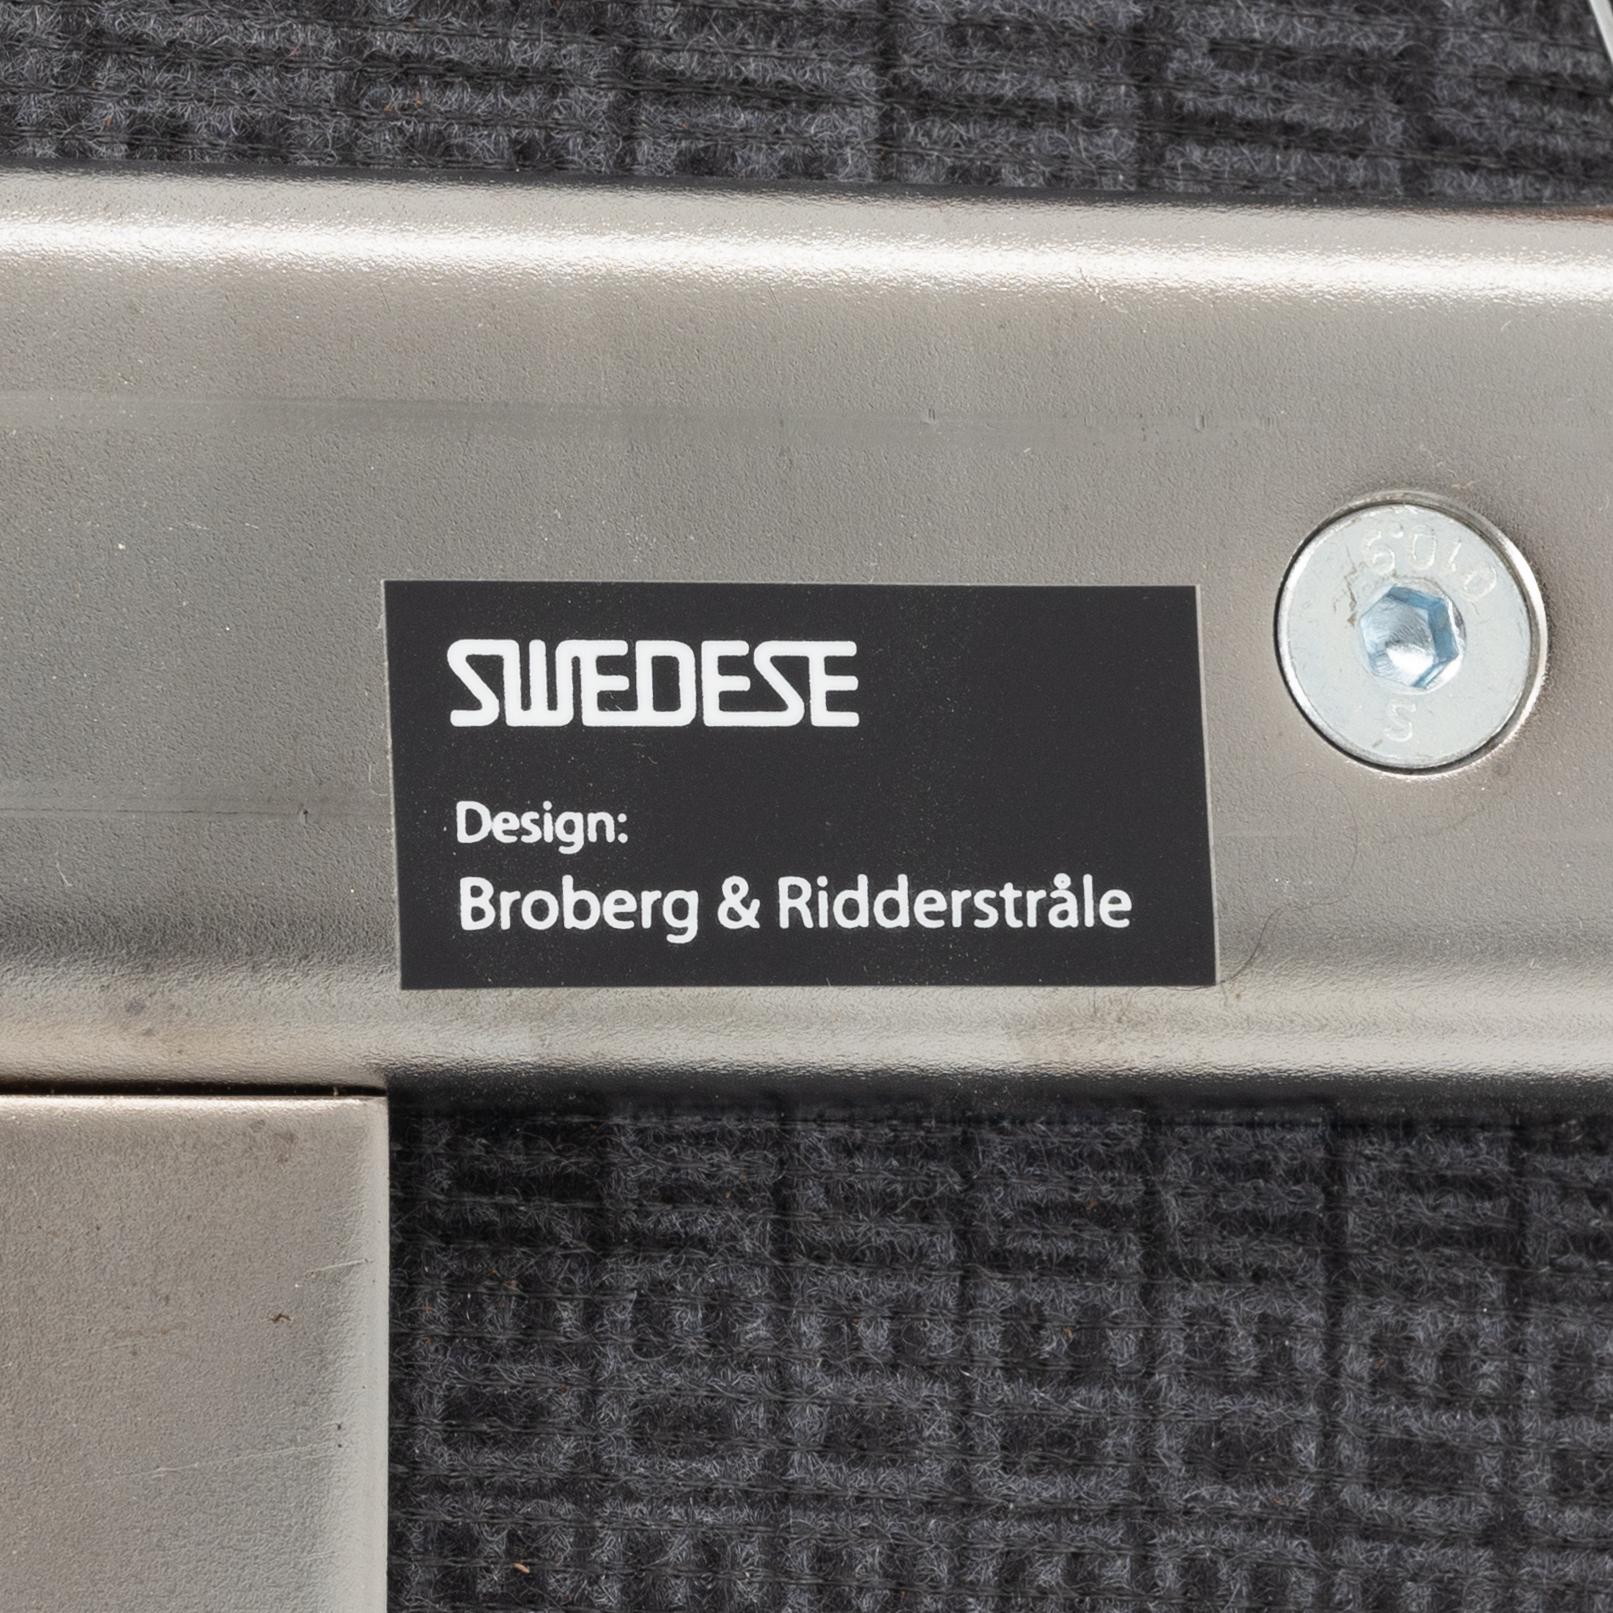 SWEDESE
Design:
Broberg & Ridderstråle